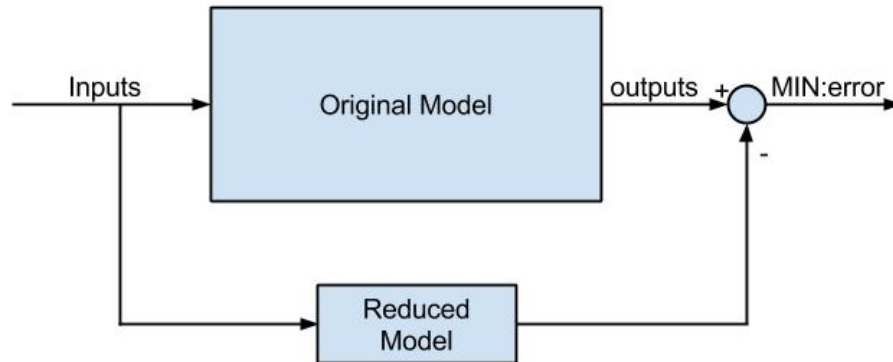 Inputs
Original Model
outputs
+
MIN:error
-
Reduced
Model